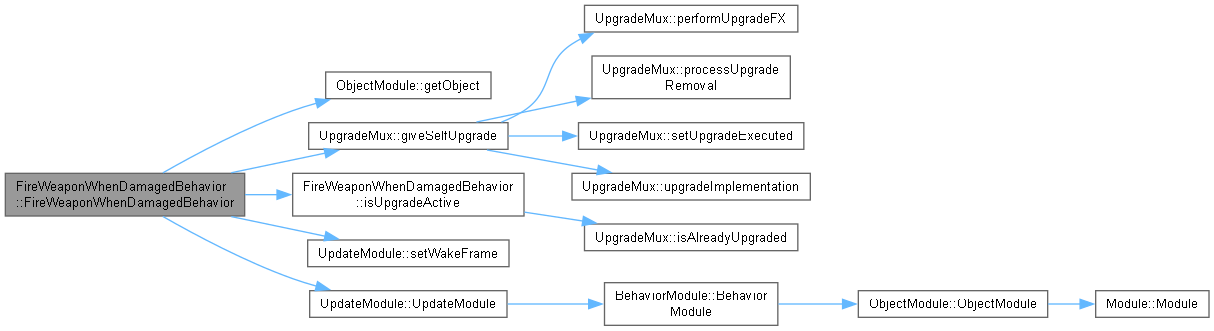 FireWeaponWhenDamagedBehavior
::FireWeaponWhenDamagedBehavior
ObjectModule::getObject
UpgradeMux::giveSelfUpgrade
UpgradeMux::performUpgradeFX
UpgradeMux::processUpgrade
Removal
UpgradeMux::setUpgradeExecuted
UpgradeMux::upgradeImplementation
FireWeaponWhenDamagedBehavior
::isUpgradeActive
UpgradeMux::isAlreadyUpgraded
UpdateModule::setWakeFrame
UpdateModule::UpdateModule
BehaviorModule::Behavior
Module
ObjectModule::ObjectModule
Module::Module